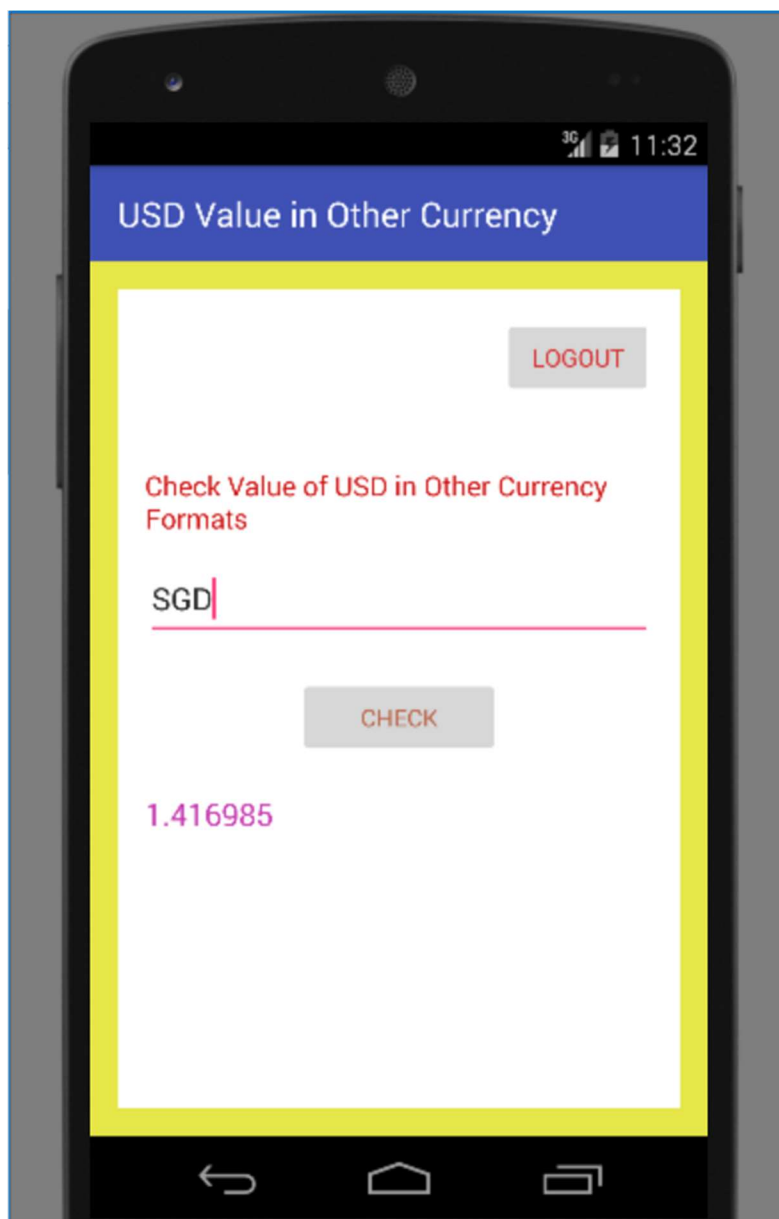 3G 11:32
USD Value in Other Currency
LOGOUT
Check Value of USD in Other Currency
Formats
SGD
CHECK
1.416985